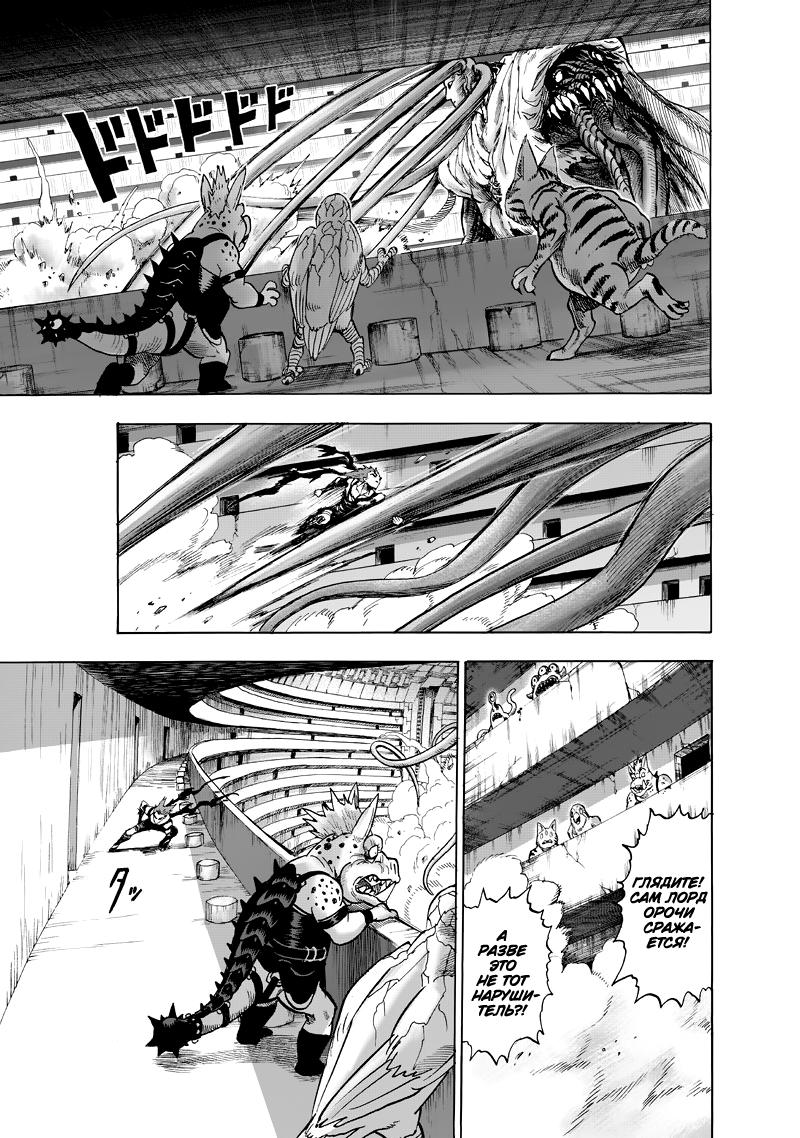 ドドドドド
ГЛЯДИТЕ!
САМ ЛОРД
ОРОЧИ
СРАЖА-
ЕТСЯ!
А
РАЗВЕ
ЭТО
НЕ ТОТ
НАРУШИ-
ТЕЛЬ?!
タッ